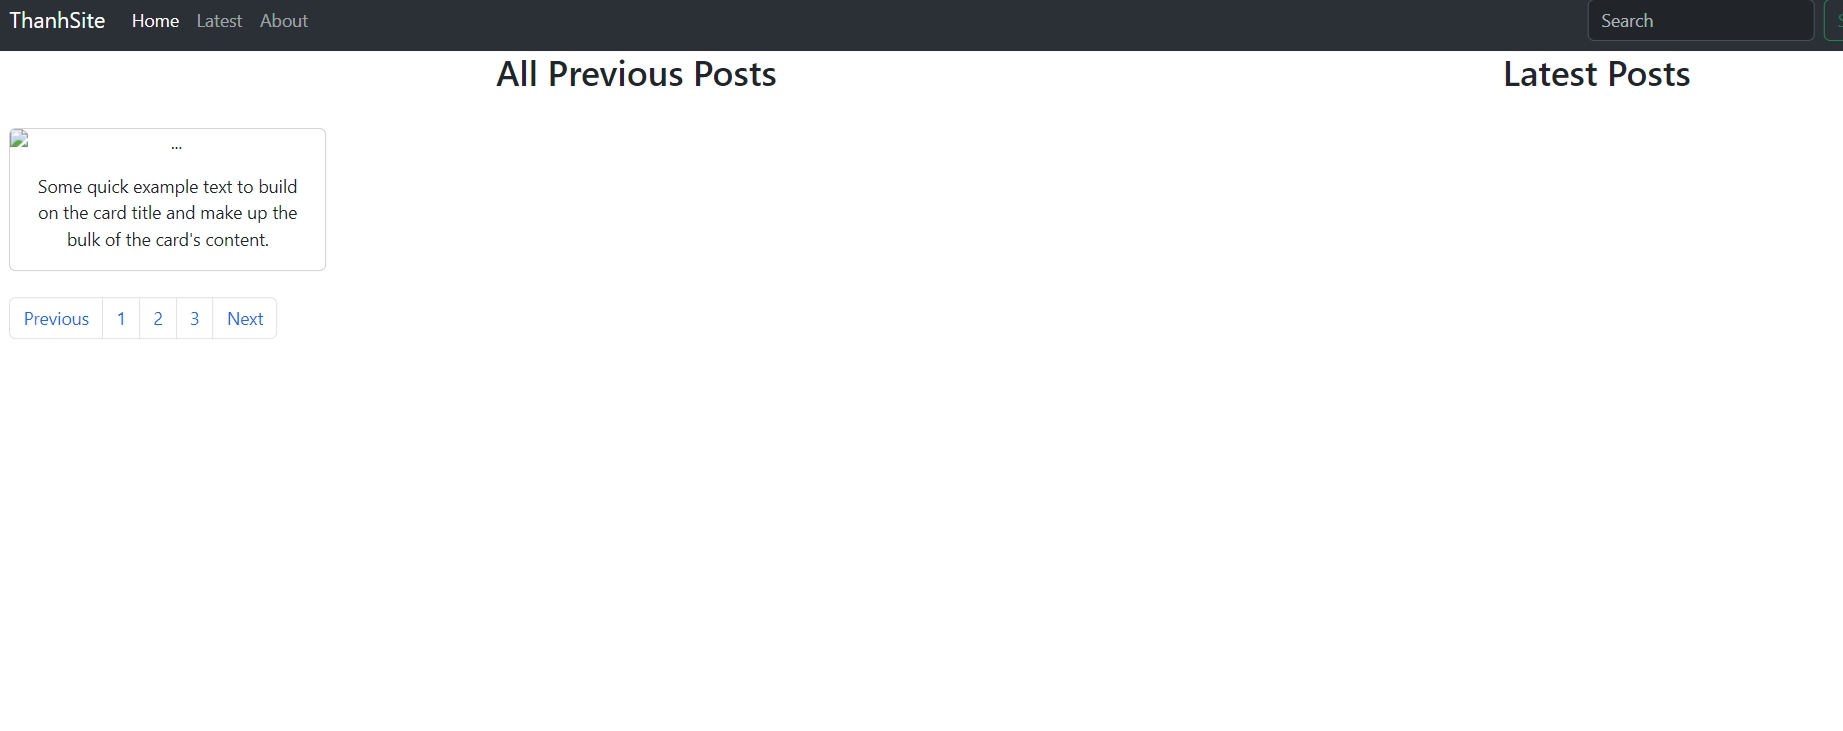 ThanhSite Home Latest About Search
All Previous Posts Latest Posts
...
Some quick example text to build
on the card title and make up the
bulk of the card's content.
Previous 1 2 3 Next